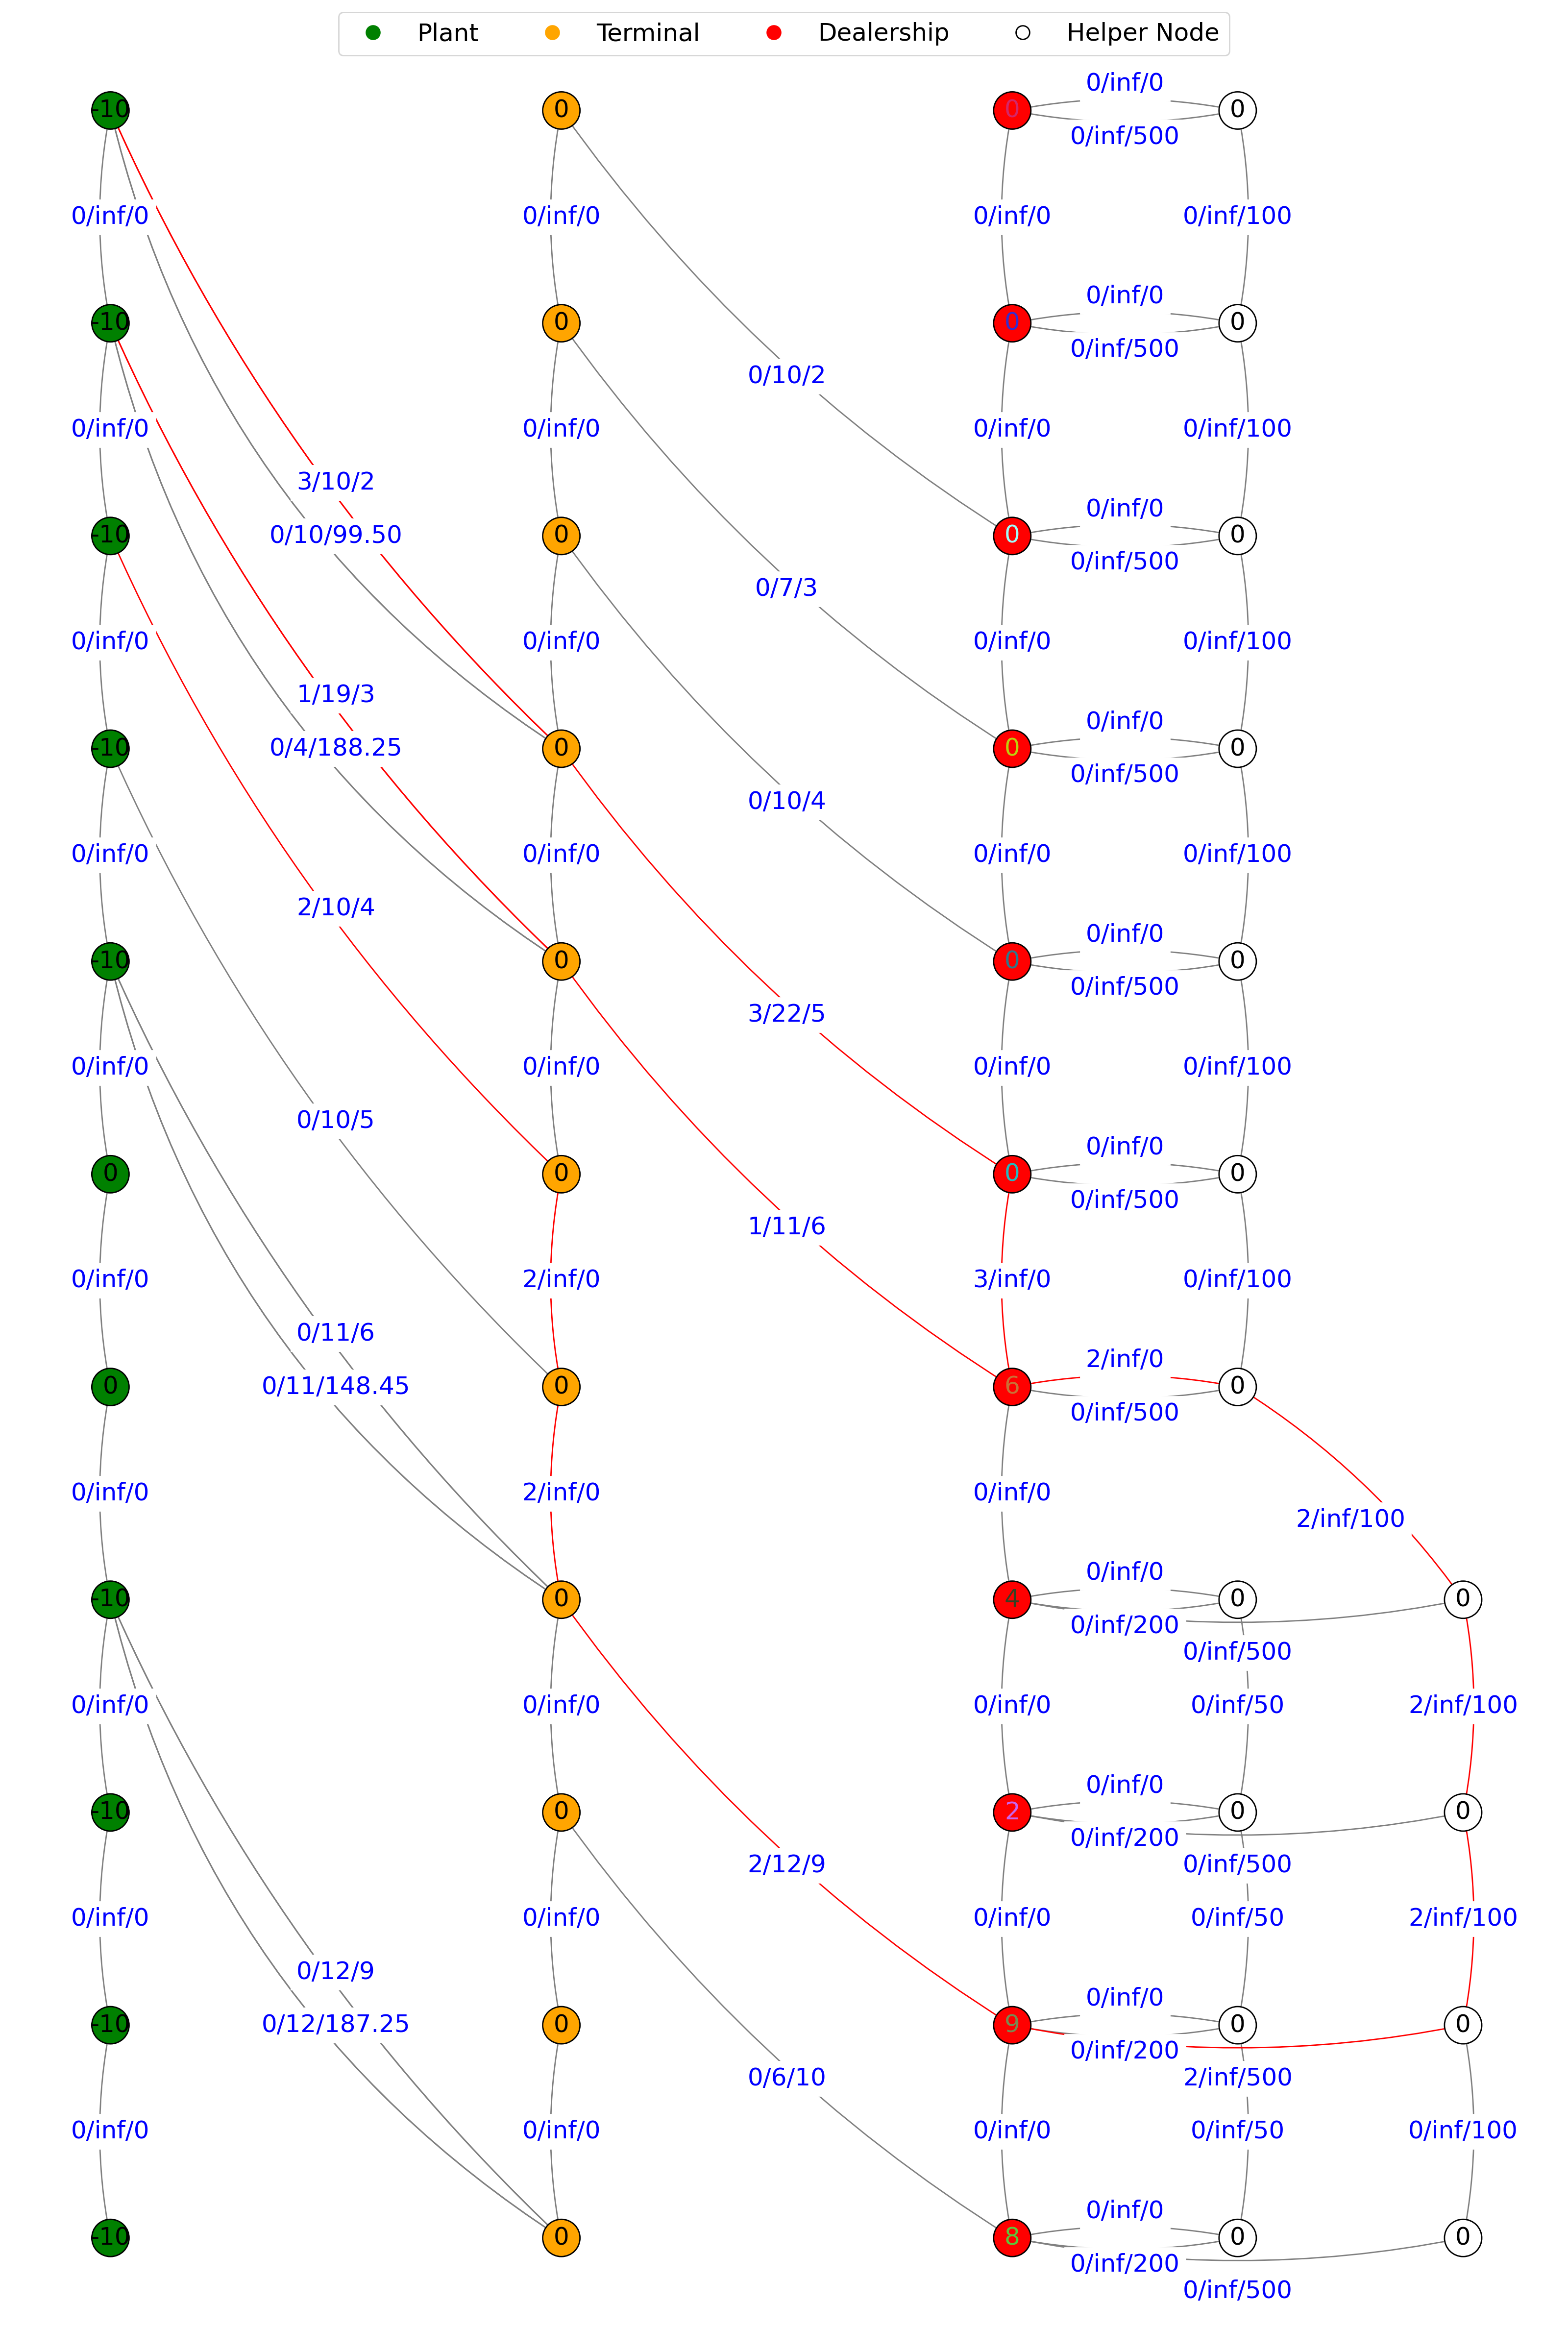 Plant Terminal Dealership Helper Node
0/inf/0
-10 0 0 0
0/inf/500
0/inf/0 0/inf/0 0/inf/0 0/inf/100
0/inf/0
-10 0 0 0
0/inf/500
0/10/2
0/inf/0 0/inf/0 0/inf/0 0/inf/100
3/10/2
0/inf/0
-10 0/10/99.50 0 0 0
0/inf/500
0/7/3
0/inf/0 0/inf/0 0/inf/0 0/inf/100
1/19/3
0/inf/0
-10 0/4/188.25 0 0 0
0/inf/500
0/10/4
0/inf/0 0/inf/0 0/inf/0 0/inf/100
2/10/4
0/inf/0
-10 0 0 0
0/inf/500
3/22/5
0/inf/0 0/inf/0 0/inf/0 0/inf/100
0/10/5
0/inf/0
0 0 0 0
0/inf/500
1/11/6
0/inf/0 2/inf/0 3/inf/0 0/inf/100
0/11/6
2/inf/0
0 0/11/148.45 0 6 0
0/inf/500
0/inf/0 2/inf/0 0/inf/0
2/inf/100
0/inf/0
-10 0 4 0 0
0/inf/200
0/inf/500
0/inf/0 0/inf/0 0/inf/0 0/inf/50 2/inf/100
0/inf/0
-10 0 2 0 0
0/inf/200
2/12/9 0/inf/500
0/inf/0 0/inf/0 0/inf/0 0/inf/50 2/inf/100
0/12/9
0/inf/0
-10 0/12/187.25 0 9 0 0
0/inf/200
0/6/10 2/inf/500
0/inf/0 0/inf/0 0/inf/0 0/inf/50 0/inf/100
0/inf/0
-10 0 8 0 0
0/inf/200
0/inf/500